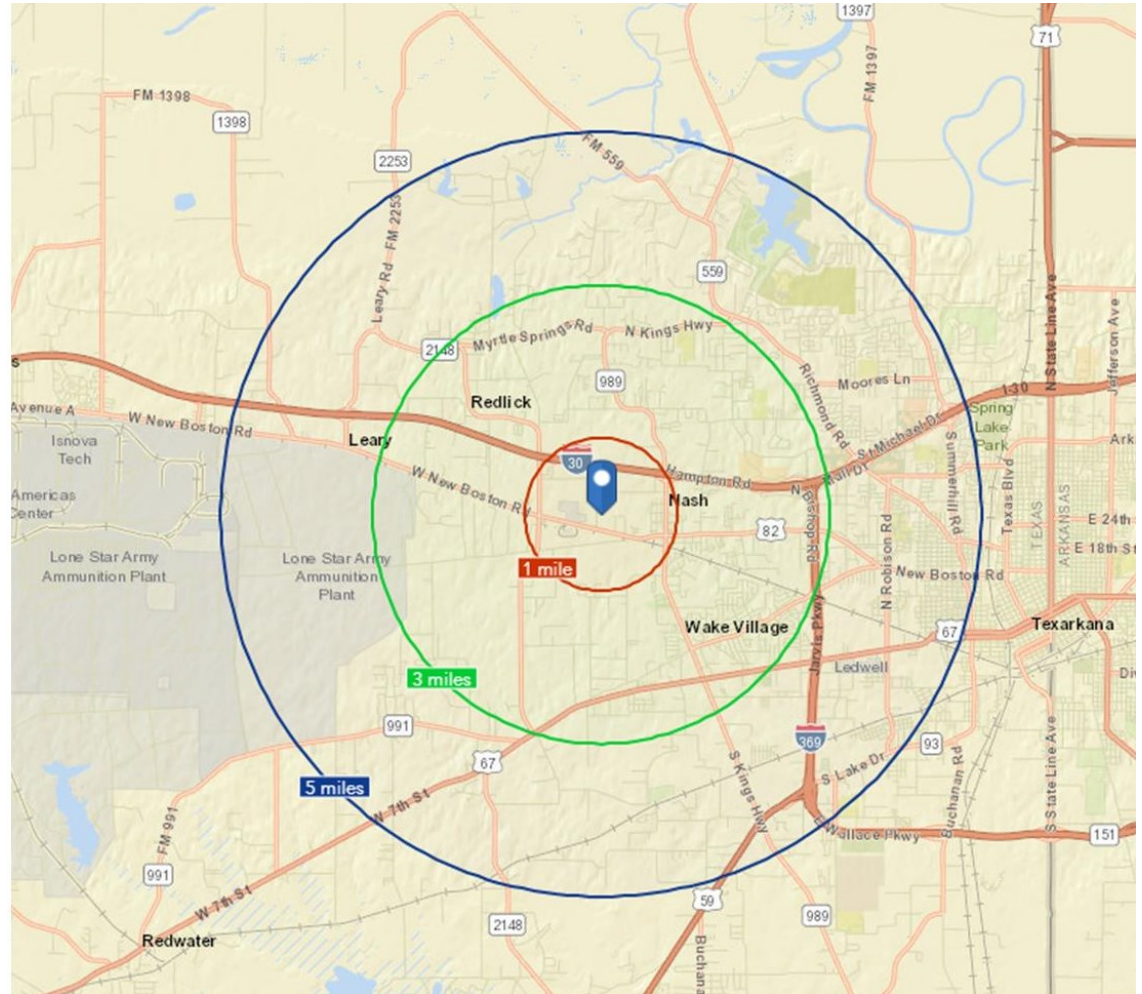 1397
71
FM 1398
1398
FM 1397
FM 559
2253
FM 2253
Leary Rd
559
N State Line Ave
Jefferson Ave
2148
Myrtle Springs Rd
N Kings Hwy
s
989
Richmond Rd
Moores Ln
I-30
Redlick
Avenue A
W New Boston Rd
Spring
Lake
Park
St Michael Dr
Mall Dr
Summerhill Rd
Isnova
Tech
Leary
30
Hampton Rd
Ark
Texas Blvd
Americas
Center
W New Boston Rd
Nash
N Bishop Rd
82
TEXAS
ARKANSAS
E 24th
E 18th St
Lone Star Army
Ammunition Plant
Lone Star Army
Ammunition
Plant
1 mile
N Robison Rd
New Boston Rd
Wake Village
67
Texarkana
Jarvis Pkwy
Ledwell
3 miles
Div
991
67
369
93
S Lake Dr
5 miles
S Kings Hwy
Buchanan Rd
S State Line Ave
W 7th St
FM 991
E Wallace Pkwy
151
991
59
W 7th St
2148
989
Redwater
Buchana